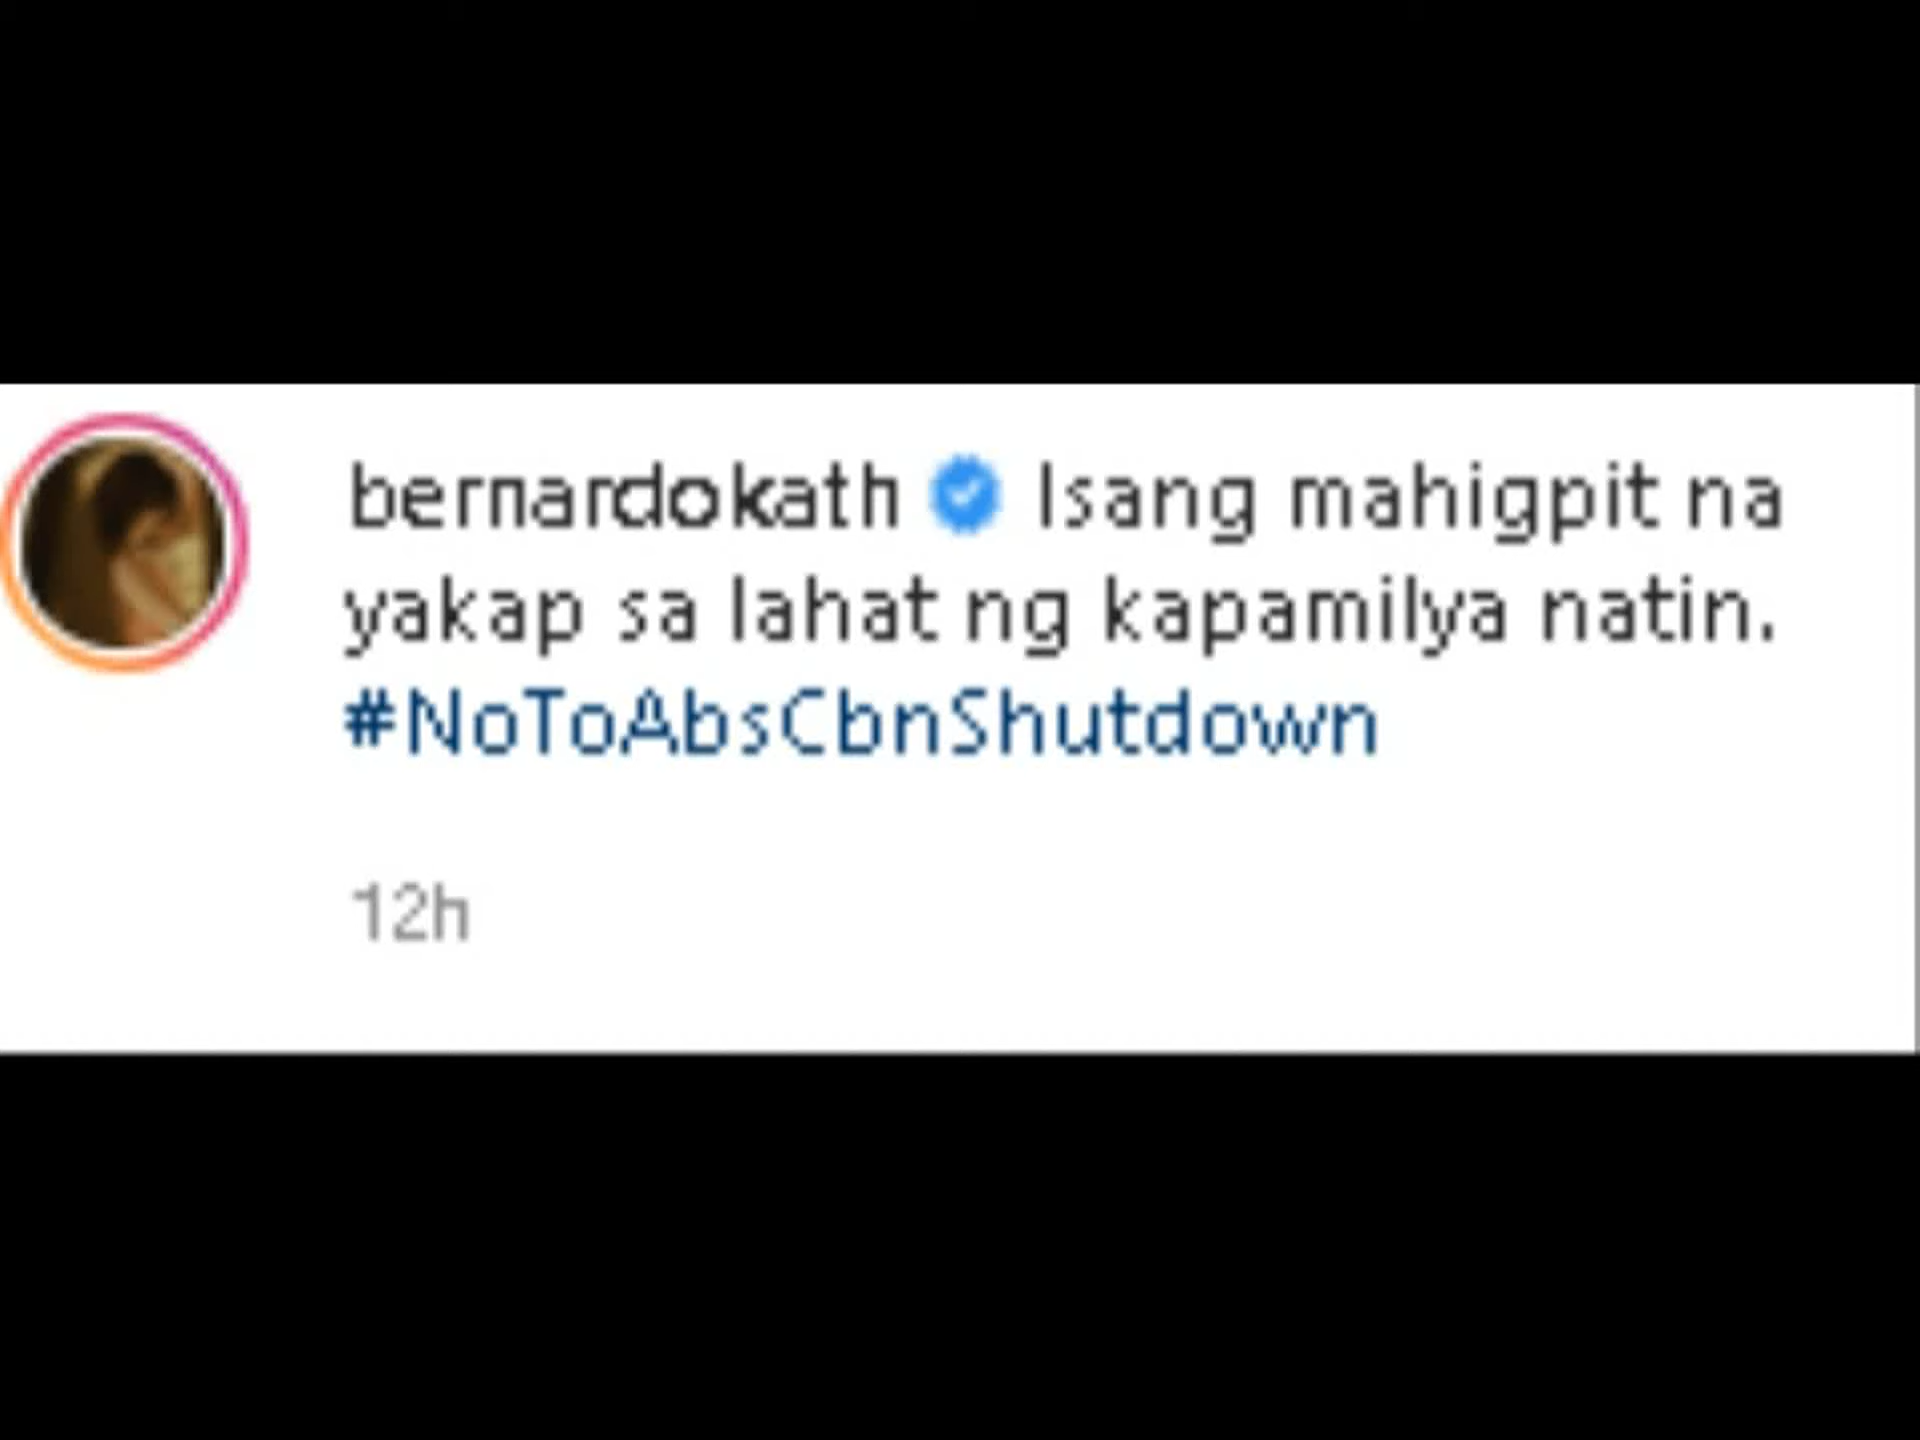 bernardokath Isang mahigpit na
yakap sa lahat ng kapamilya natin.
#NoToAbsCbnShutdown
12h